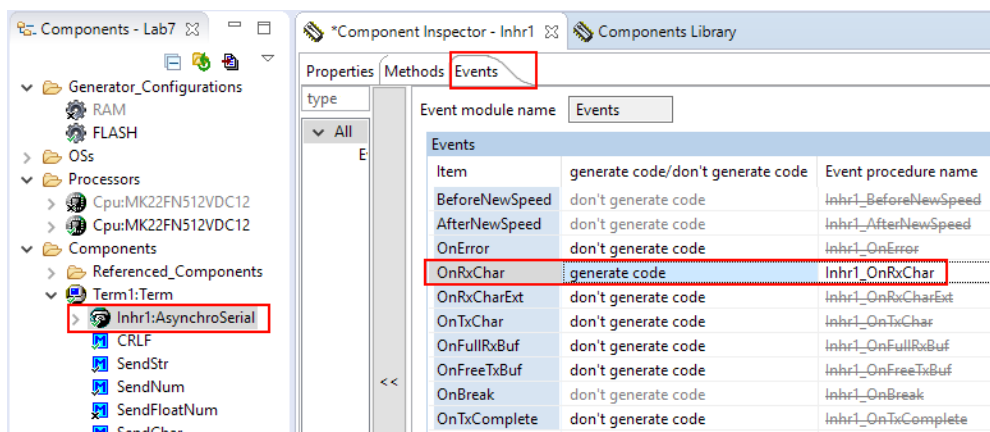 Components - Lab7
Generator_Configurations
RAM
FLASH
OSs
Processors
Cpu:MK22FN512VDC12
Cpu:MK22FN512VDC12
Components
Referenced_Components
Term1:Term
Inhr1:AsynchroSerial
CRLF
SendStr
SendNum
SendFloatNum
*Component Inspector - Inhr1 Components Library
Properties Methods Events
type
All
<<
Event module name Events
Events
Item generate code/don't generate code Event procedure name
BeforeNewSpeed don't generate code Inhr1_BeforeNewSpeed
AfterNewSpeed don't generate code Inhr1_AfterNewSpeed
OnError don't generate code Inhr1_OnError
OnRxChar generate code Inhr1_OnRxChar
OnRxCharExt don't generate code Inhr1_OnRxCharExt
OnTxChar don't generate code Inhr1_OnTxChar
OnFullRxBuf don't generate code Inhr1_OnFullRxBuf
OnFreeTxBuf don't generate code Inhr1_OnFreeTxBuf
OnBreak don't generate code Inhr1_OnBreak
OnTxComplete don't generate code Inhr1_OnTxComplete